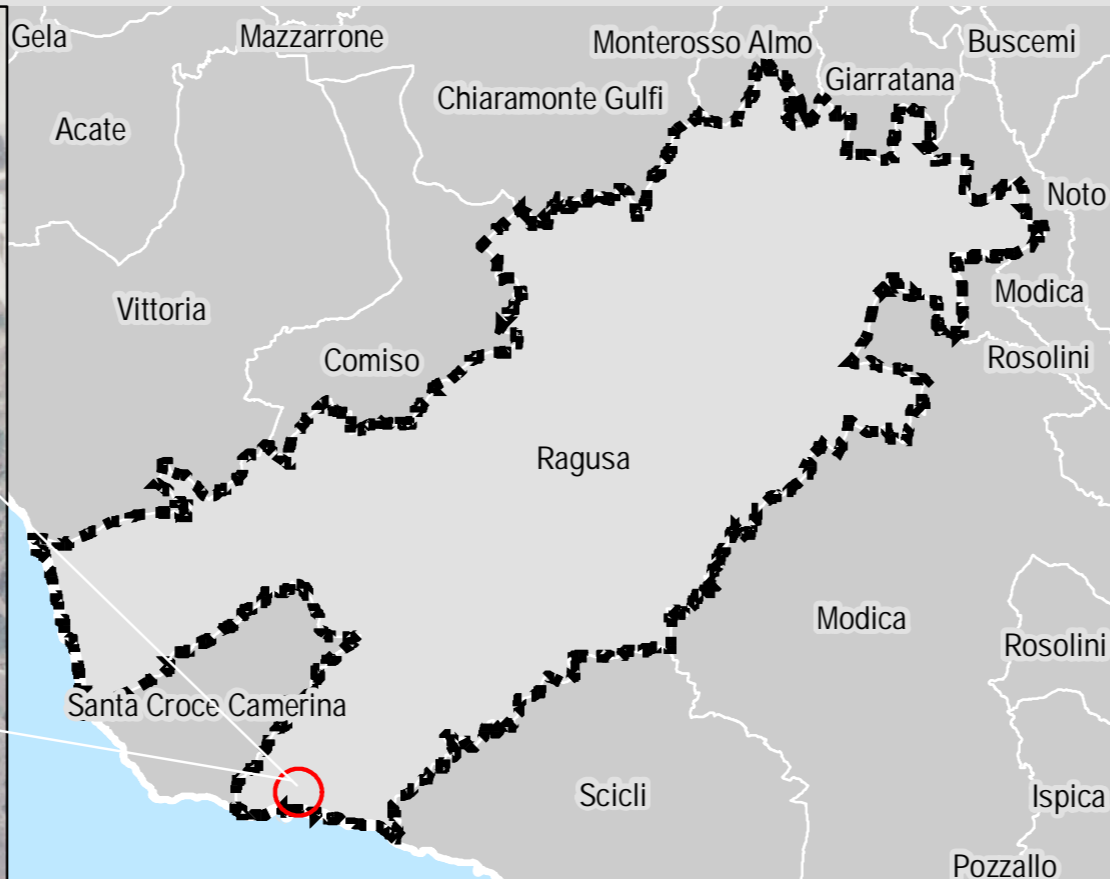 Gela
Mazzarrone
Monterosso Almo
Buscemi
Giarratana
Chiaramonte Gulfi
Acate
Noto
Modica
Vittoria
Comiso
Rosolini
Ragusa
Modica
Rosolini
Santa Croce Camerina
Scicli
Ispica
Pozzallo